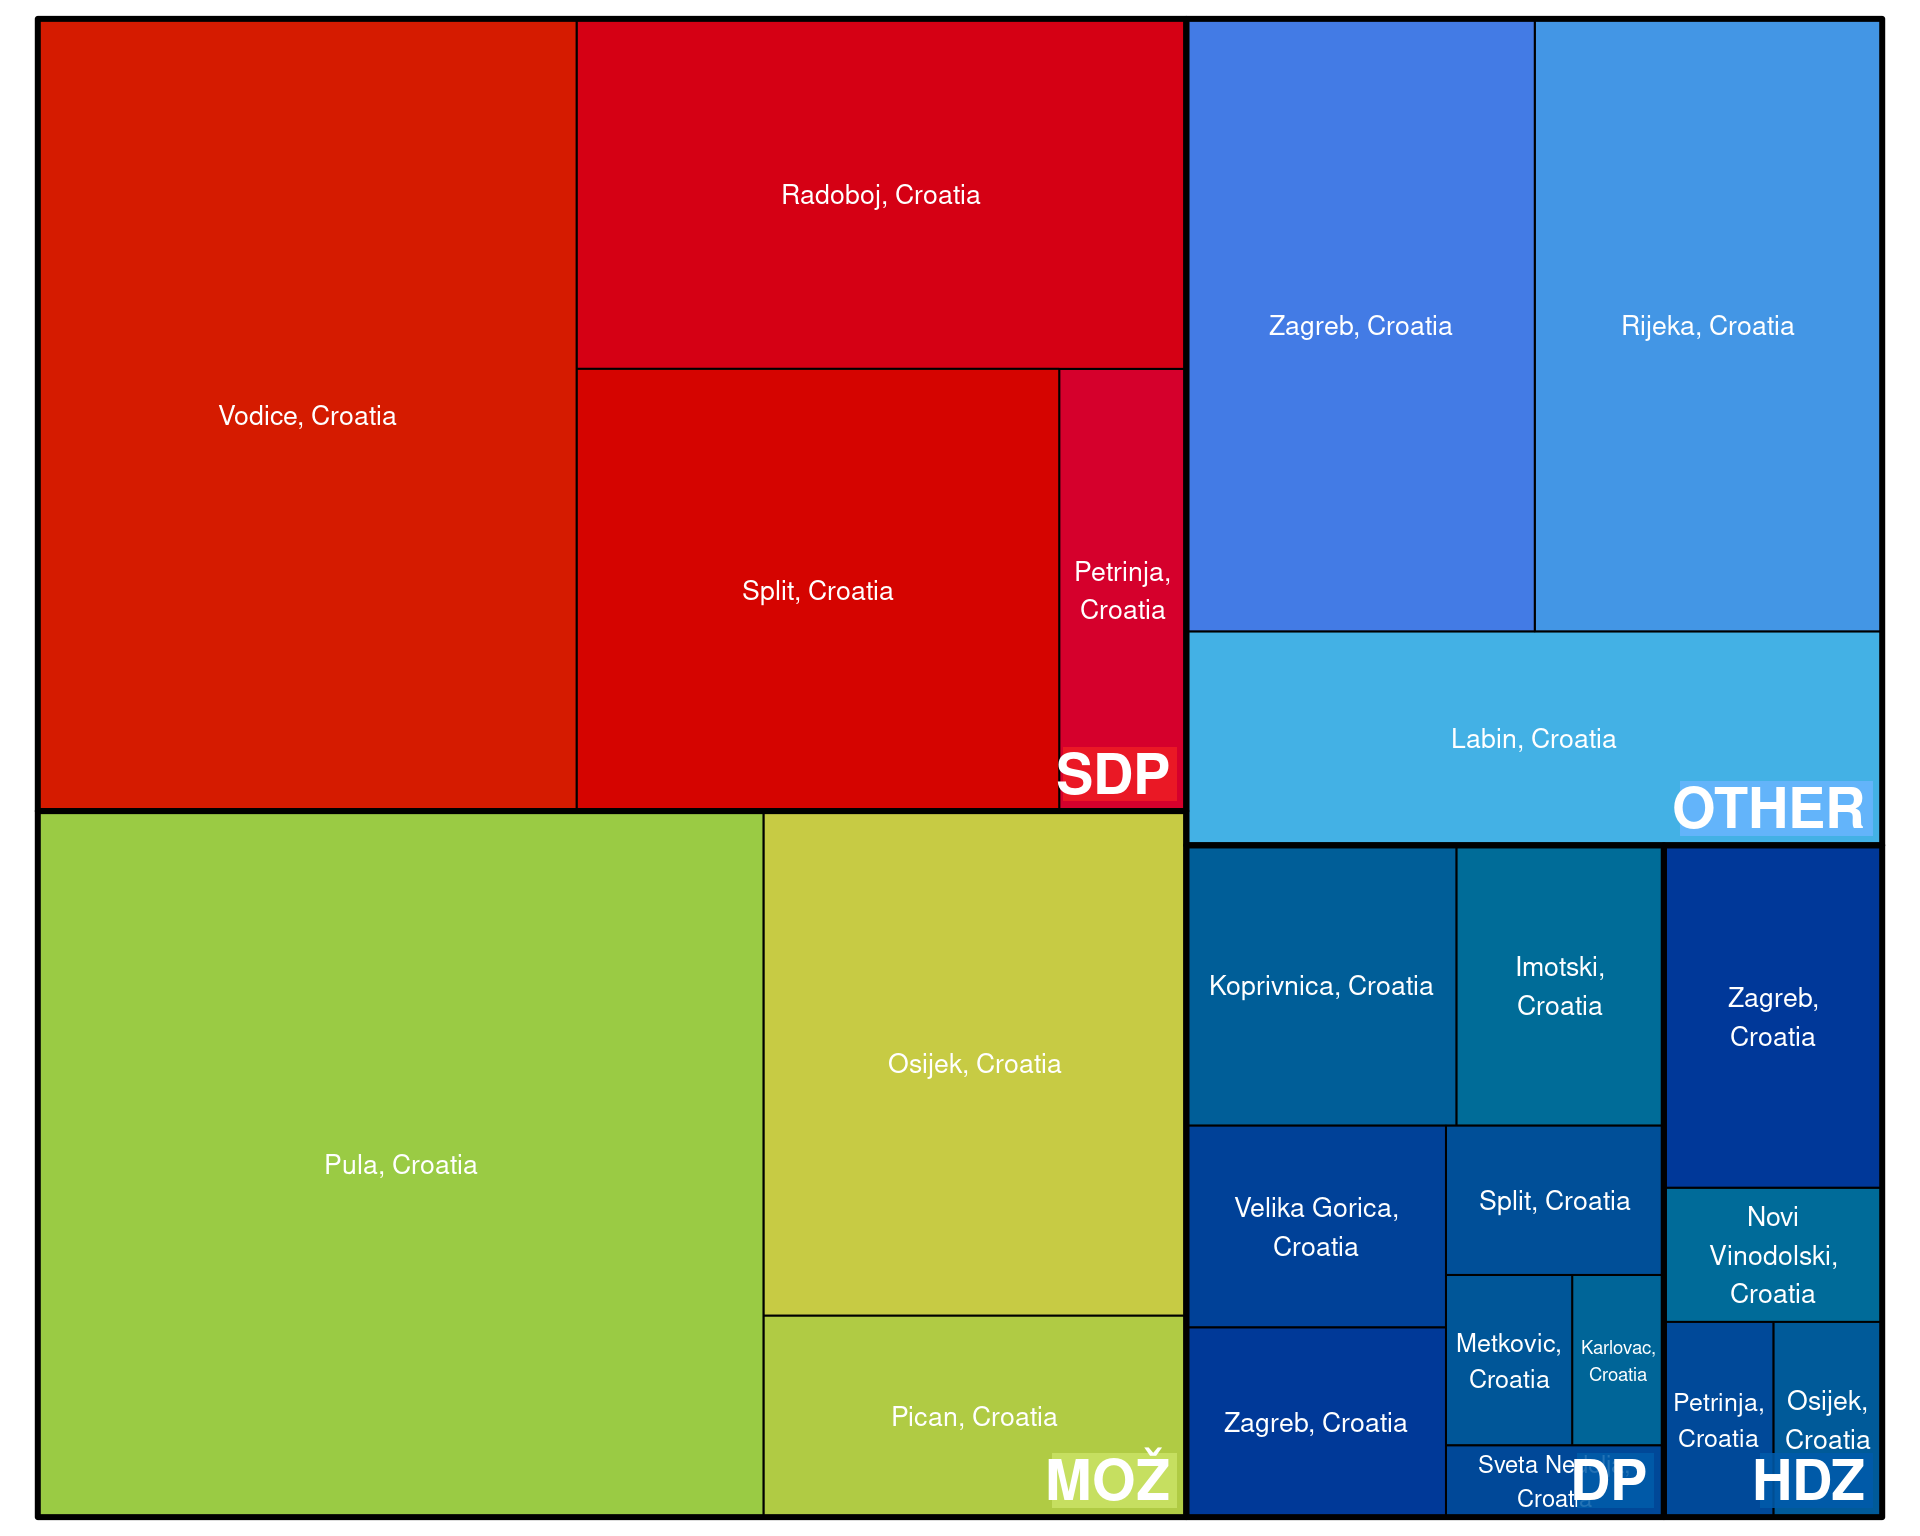 Vodice, Croatia
Radoboj, Croatia
Split, Croatia
Petrinja,
Croatia
SDP
Zagreb, Croatia
Rijeka, Croatia
Labin, Croatia
OTHER
Pula, Croatia
Osijek, Croatia
Pican, Croatia
MOŽ
Koprivnica, Croatia
Imotski,
Croatia
Velika Gorica,
Croatia
Split, Croatia
Zagreb, Croatia
Metkovic,
Croatia
Karlovac,
Croatia
Sveta
Croatia
DP
Zagreb,
Croatia
Novi
Vinodolski,
Croatia
Petrinja,
Croatia
Osijek,
Croatia
HDZ